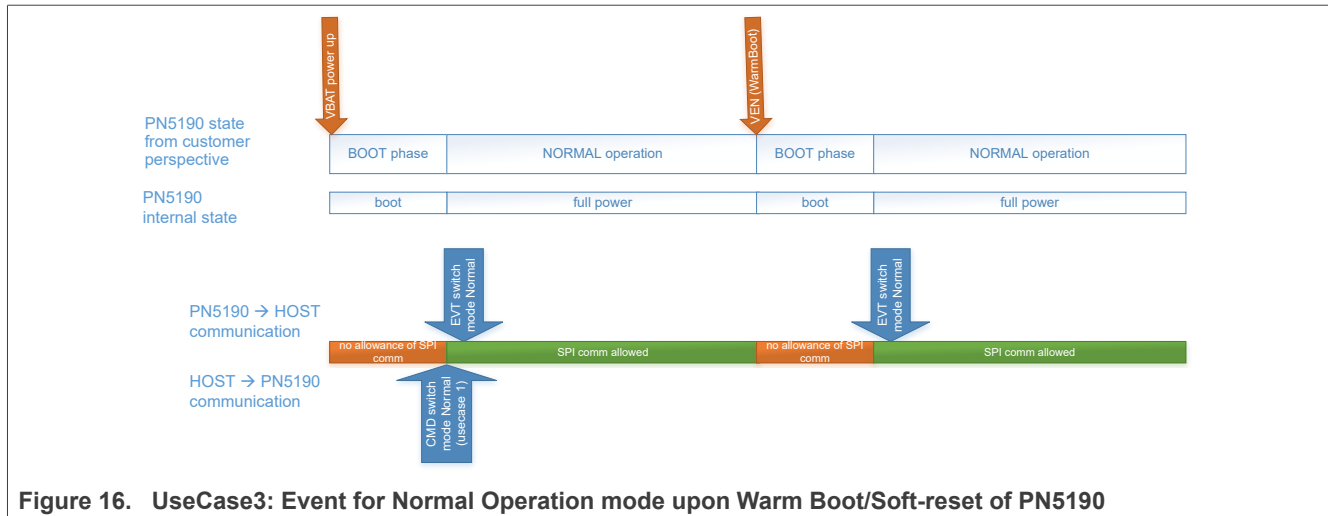 VBAT power up
VEN (WarmBoot)
PN5190 state
from customer
perspective
BOOT phase
NORMAL operation
BOOT phase
NORMAL operation
PN5190
internal state
boot
full power
boot
full power
EVT switch
mode Normal
EVT switch
mode Normal
PN5190 → HOST
communication
no allowance of SPI
comm
SPI comm allowed
no allowance of SPI
comm
SPI comm allowed
HOST → PN5190
communication
CMD switch
mode Normal
(usecase 1)
Figure 16. UseCase3: Event for Normal Operation mode upon Warm Boot/Soft-reset of PN5190